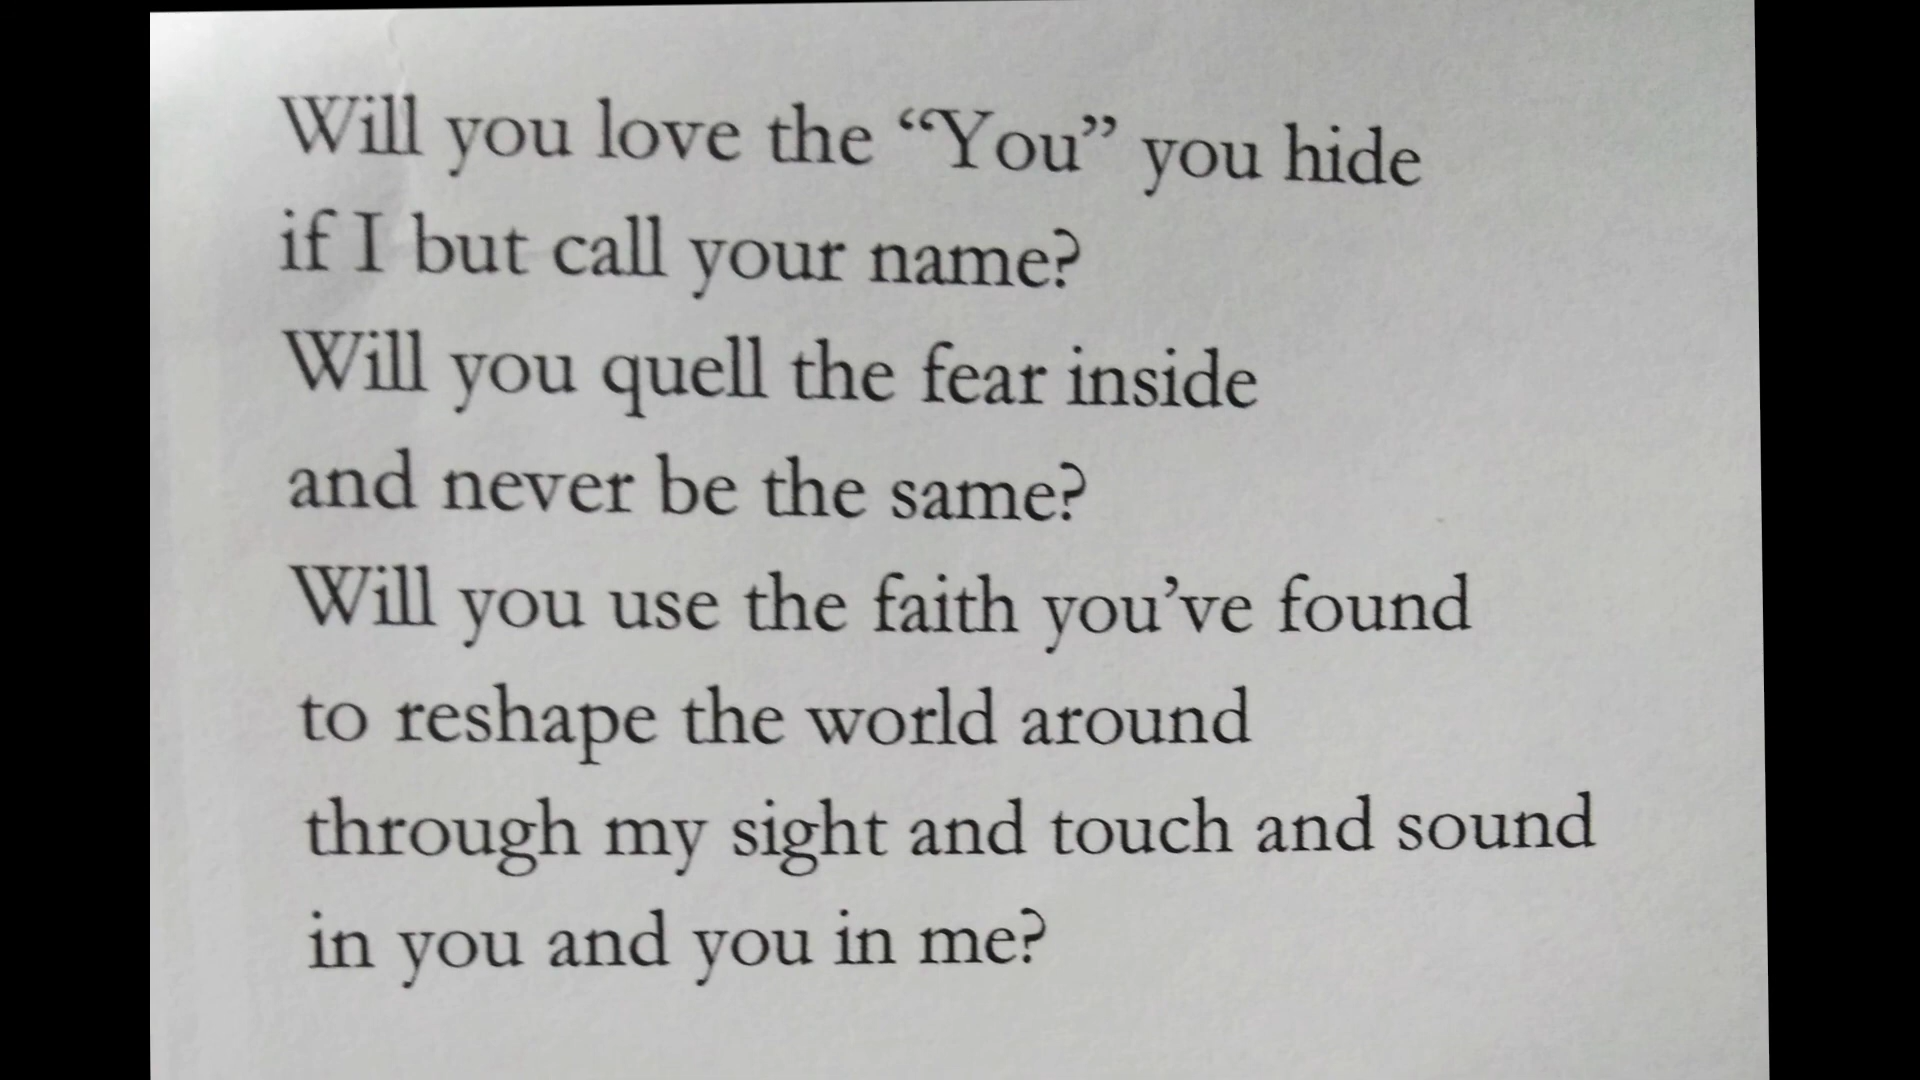 Will you love the “You” you hide
if I but call your name?
Will you quell the fear inside
and never be the same?
Will you use the faith you’ve found
to reshape the world around
through my sight and touch and sound
in you and you in me?